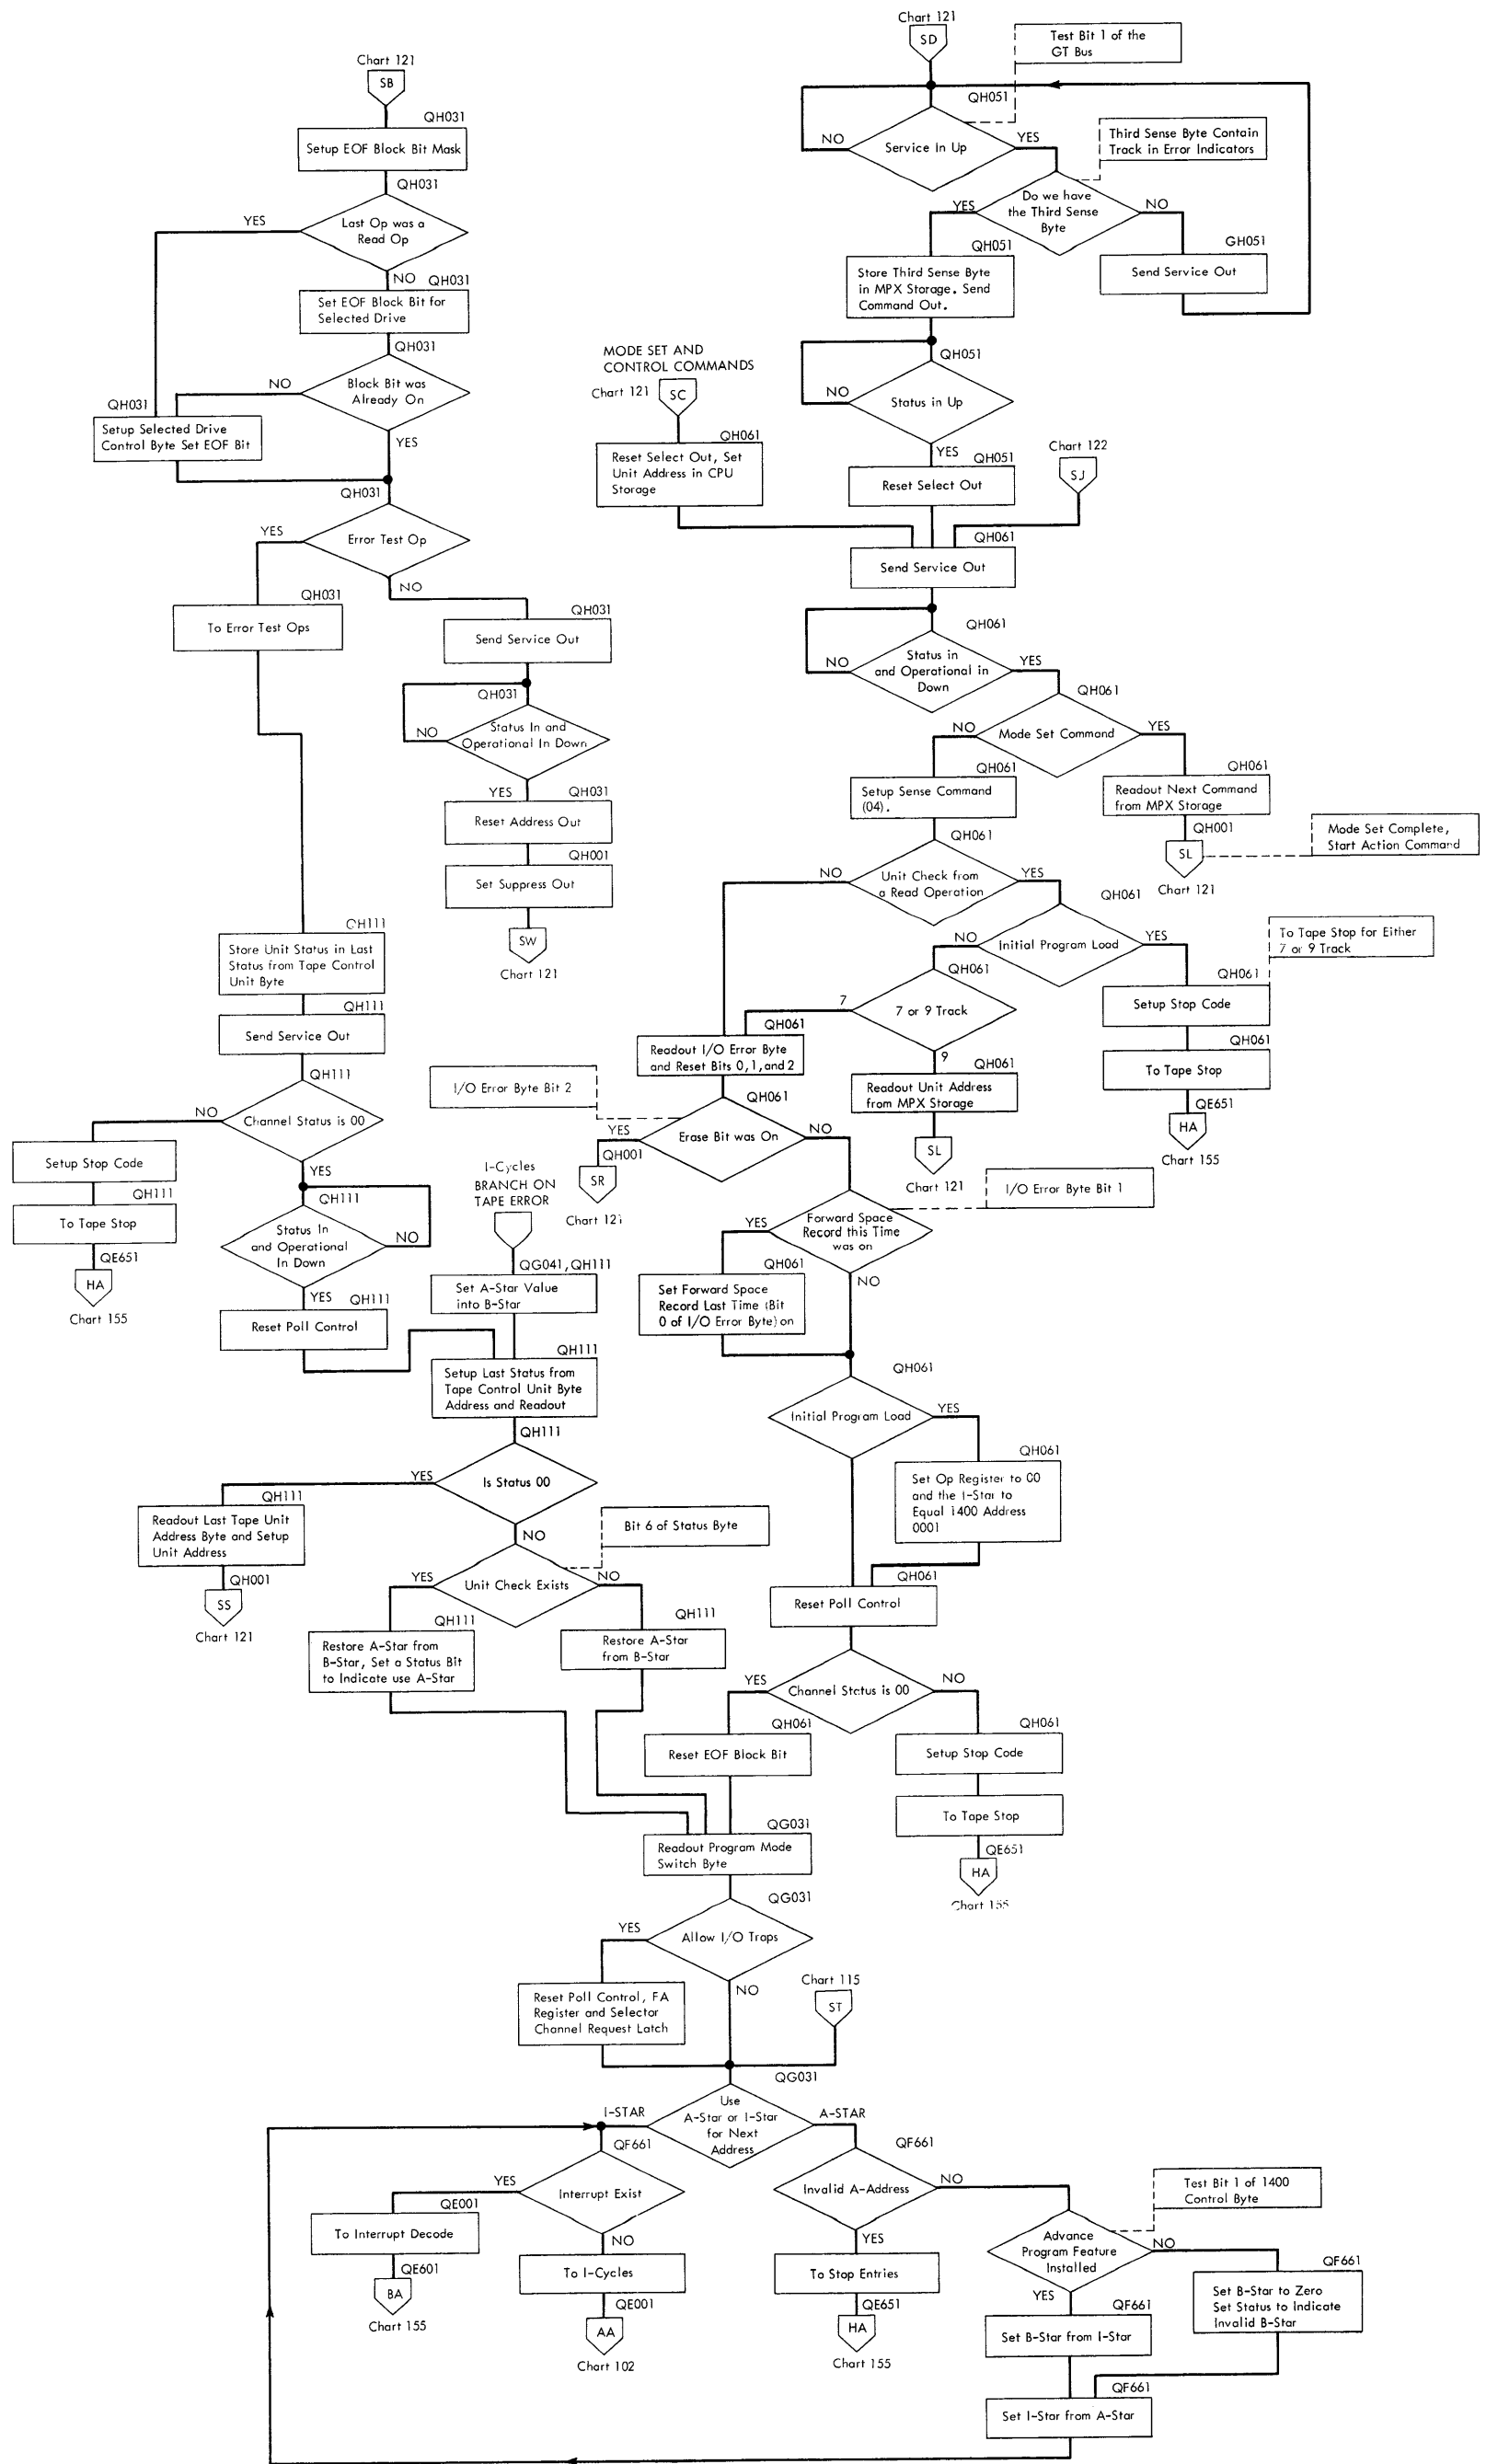 Chart 121
SB
QH031
Setup EOF Block Bit Mask
QH031
Last Op was a
Read Op
YES
NO
QH031
Set EOF Block Bit for
Selected Drive
QH031
Block Bit was
Already On
NO
YES
QH031
Setup Selected Drive
Control Byte Set EOF Bit
QH031
Error Test Op
YES
NO
QH031
To Error Test Ops
QH031
Send Service Out
QH031
Status In and
Operational In Down
NO
YES
QH031
Reset Address Out
QH001
Set Suppress Out
SW
Chart 121
QH111
Store Unit Status in Last
Status from Tape Control
Unit Byte
QH111
Send Service Out
QH111
Channel Status is 00
NO
YES
Setup Stop Code
QH111
To Tape Stop
QE651
HA
Chart 155
QH111
Status In
and Operational
In Down
NO
YES
QH111
Reset Poll Control
I-Cycles
BRANCH ON
TAPE ERROR
QG041, QH111
Set A-Star Value
into B-Star
QH111
Setup Last Status from
Tape Control Unit Byte
Address and Readout
QH111
Is Status 00
YES
NO
QH111
Readout Last Tape Unit
Address Byte and Setup
Unit Address
QH001
SS
Chart 121
Bit 6 of Status Byte
Unit Check Exists
YES
NO
QH111
Restore A-Star from
B-Star, Set a Status Bit
to Indicate use A-Star
QH111
Restore A-Star
from B-Star
Chart 121
SD
Test Bit 1 of the
GT Bus
QH051
Service In Up
NO
YES
Third Sense Byte Contain
Track in Error Indicators
Do we have
the Third Sense
Byte
YES
NO
QH051
Store Third Sense Byte
in MPX Storage. Send
Command Out.
GH051
Send Service Out
QH051
Status in Up
NO
YES
QH051
Reset Select Out
MODE SET AND
CONTROL COMMANDS
Chart 121
SC
QH061
Reset Select Out, Set
Unit Address in CPU
Storage
Chart 122
SJ
QH061
Send Service Out
QH061
Status in
and Operational in
Down
NO
YES
QH061
Mode Set Command
NO
YES
QH061
Setup Sense Command
(04).
QH061
Readout Next Command
from MPX Storage
QH001
SL
Chart 121
Mode Set Complete,
Start Action Command
QH061
Unit Check from
a Read Operation
NO
YES
QH061
Initial Program Load
NO
YES
To Tape Stop for Either
7 or 9 Track
QH061
Setup Stop Code
QH061
To Tape Stop
QE651
HA
Chart 155
QH061
7 or 9 Track
7
9
QH061
Readout I/O Error Byte
and Reset Bits 0,1,and 2
QH061
Readout Unit Address
from MPX Storage
SL
Chart 121
I/O Error Byte Bit 2
QH061
Erase Bit was On
YES
NO
QH001
SR
Chart 121
I/O Error Byte Bit 1
Forward Space
Record this Time
was on
YES
NO
QH061
Set Forward Space
Record Last Time (Bit
0 of I/O Error Byte) on
QH061
Initial Program Load
YES
QH061
Set Op Register to 00
and the I-Star to
Equal 1400 Address
0001
QH061
Reset Poll Control
Channel Status is 00
YES
NO
QH061
Reset EOF Block Bit
QH061
Setup Stop Code
To Tape Stop
QE651
HA
Chart 155
QG031
Readout Program Mode
Switch Byte
QG031
Allow I/O Traps
YES
NO
Reset Poll Control, FA
Register and Selector
Channel Request Latch
Chart 115
ST
QG031
Use
A-Star or I-Star
for Next
Address
I-STAR
A-STAR
QF661
Interrupt Exist
YES
NO
QE001
To Interrupt Decode
QE601
BA
Chart 155
To I-Cycles
QE001
AA
Chart 102
QF661
Invalid A-Address
NO
YES
To Stop Entries
QE651
HA
Chart 155
Test Bit 1 of 1400
Control Byte
Advance
Program Feature
Installed
NO
YES
QF661
Set B-Star to Zero
Set Status to Indicate
Invalid B-Star
QF661
Set B-Star from I-Star
QF661
Set I-Star from A-Star